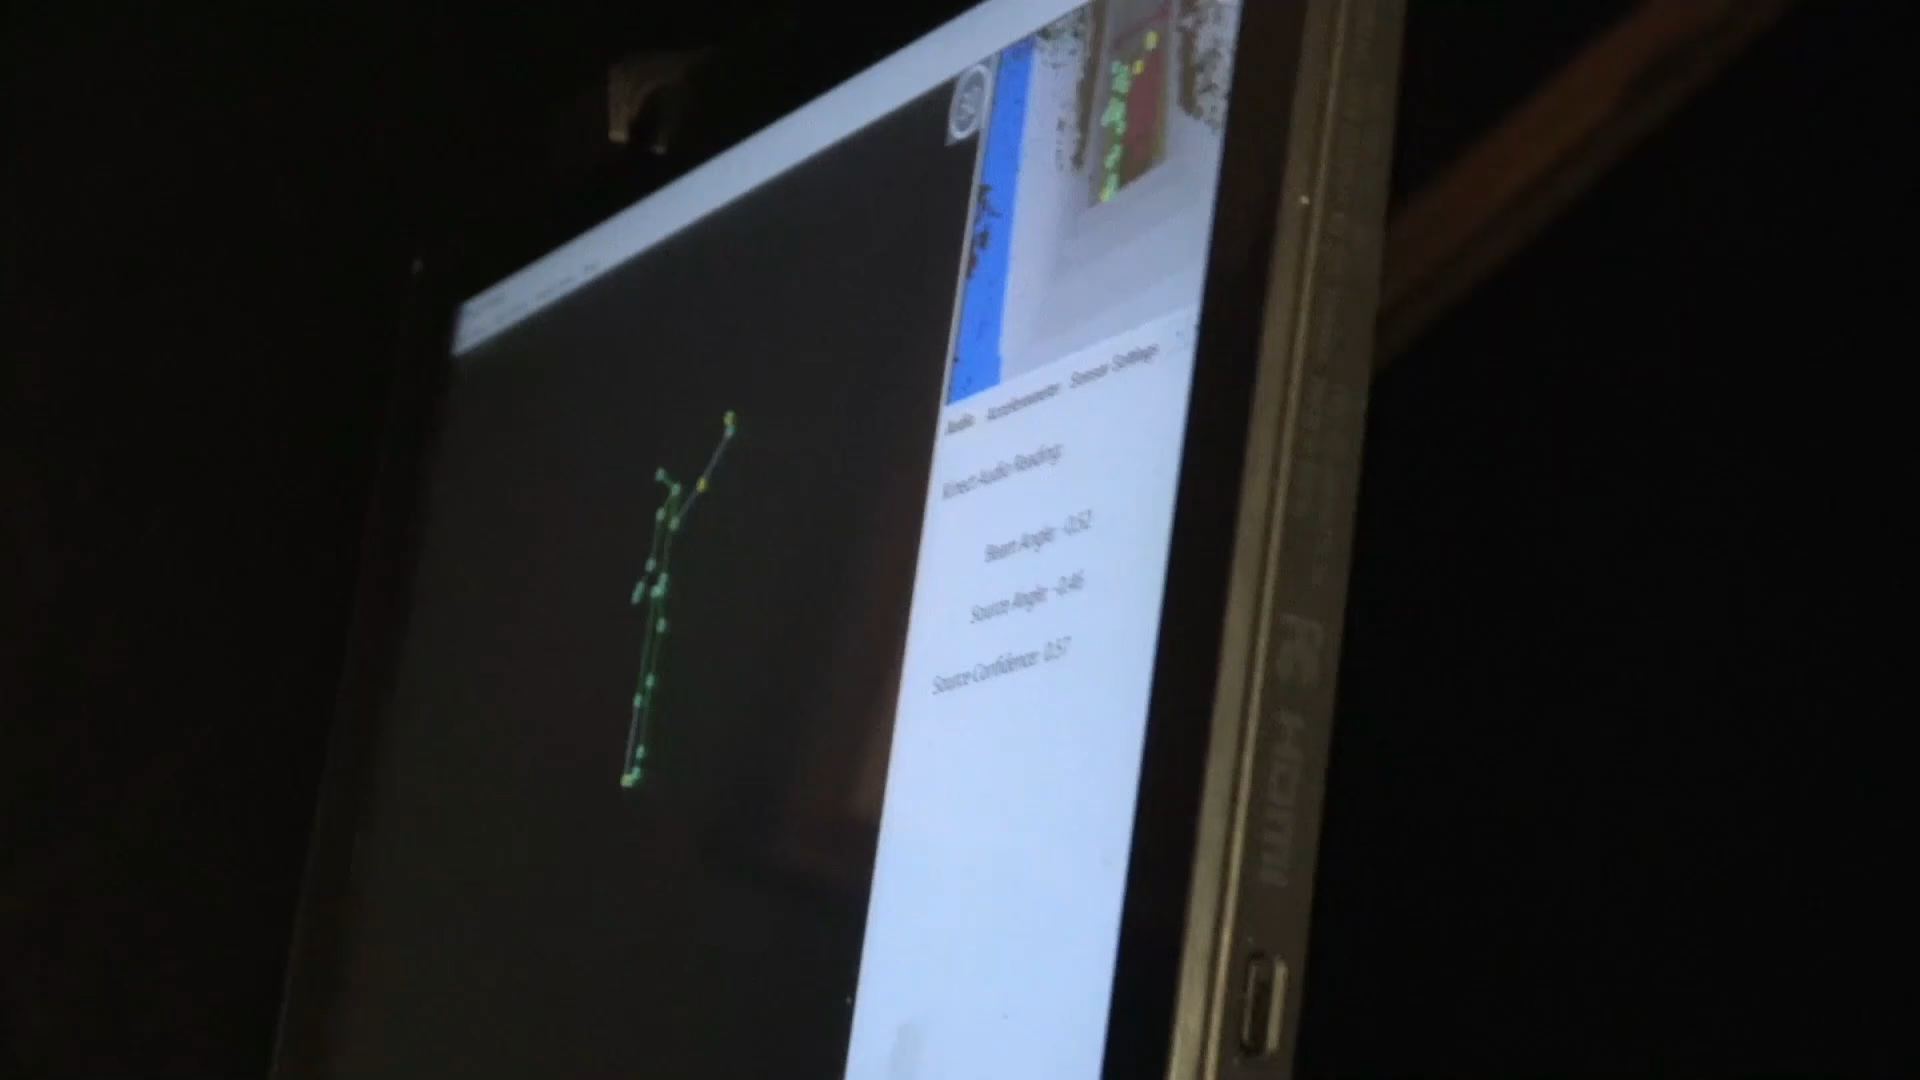 Audio Accelerometer Sensor Settings
Kinect Audio Reading:
Beam Angle: -0.52
Source Angle: -0.46
Source Confidence: 0.57
HDMI